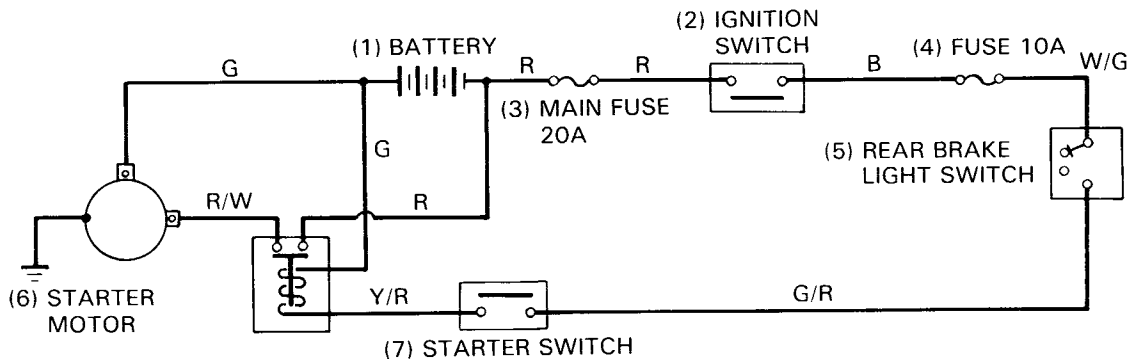 (2) IGNITION
SWITCH
(1) BATTERY
(4) FUSE 10A
G
R
R
B
W/G
(3) MAIN FUSE
20A
G
(5) REAR BRAKE
LIGHT SWITCH
R/W
R
(6) STARTER
MOTOR
Y/R
G/R
(7) STARTER SWITCH